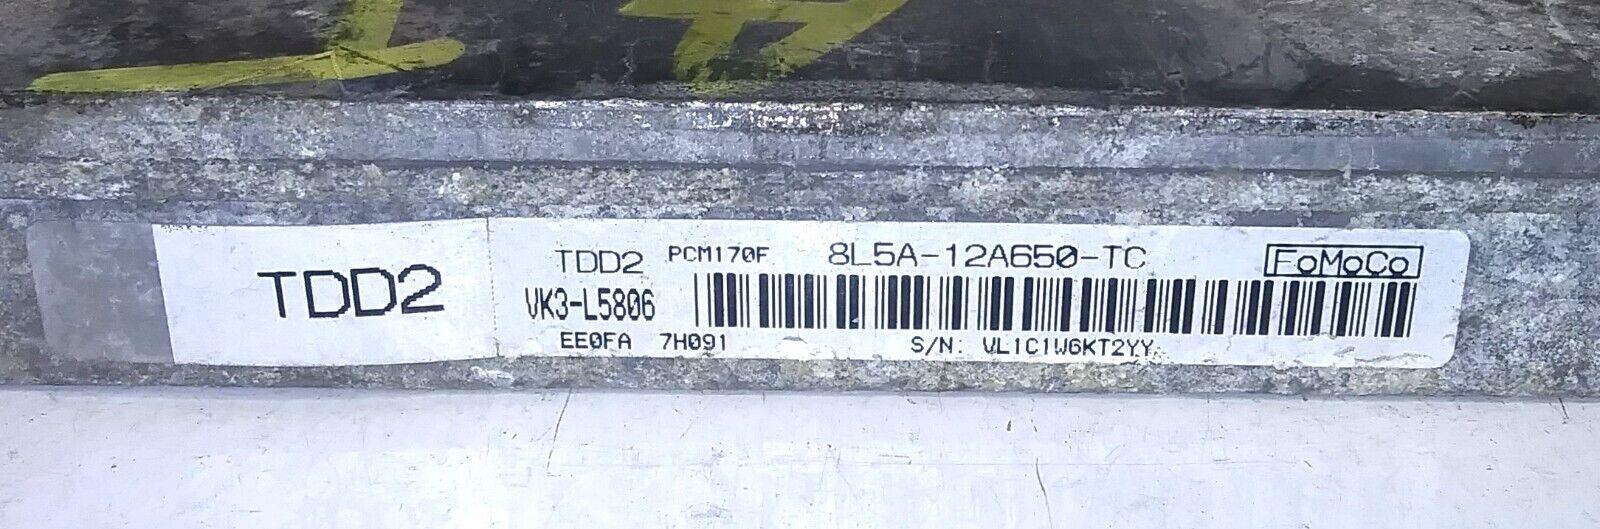 TDD2
TDD2 PCM170F 8L5A-12A650-TC FoMoCo
VK3-L5806
EE0FA 7H091 S/N: VL1C1W6KT2YY